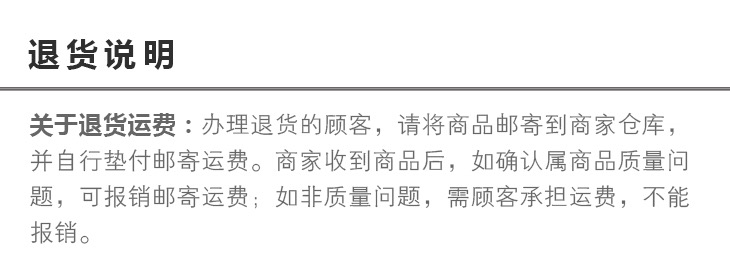 退货说明
关于退货运费：办理退货的顾客，请将商品邮寄到商家仓库，
并自行垫付邮寄运费。商家收到商品后，如确认属商品质量问
题，可报销邮寄运费；如非质量问题，需顾客承担运费，不能
报销。